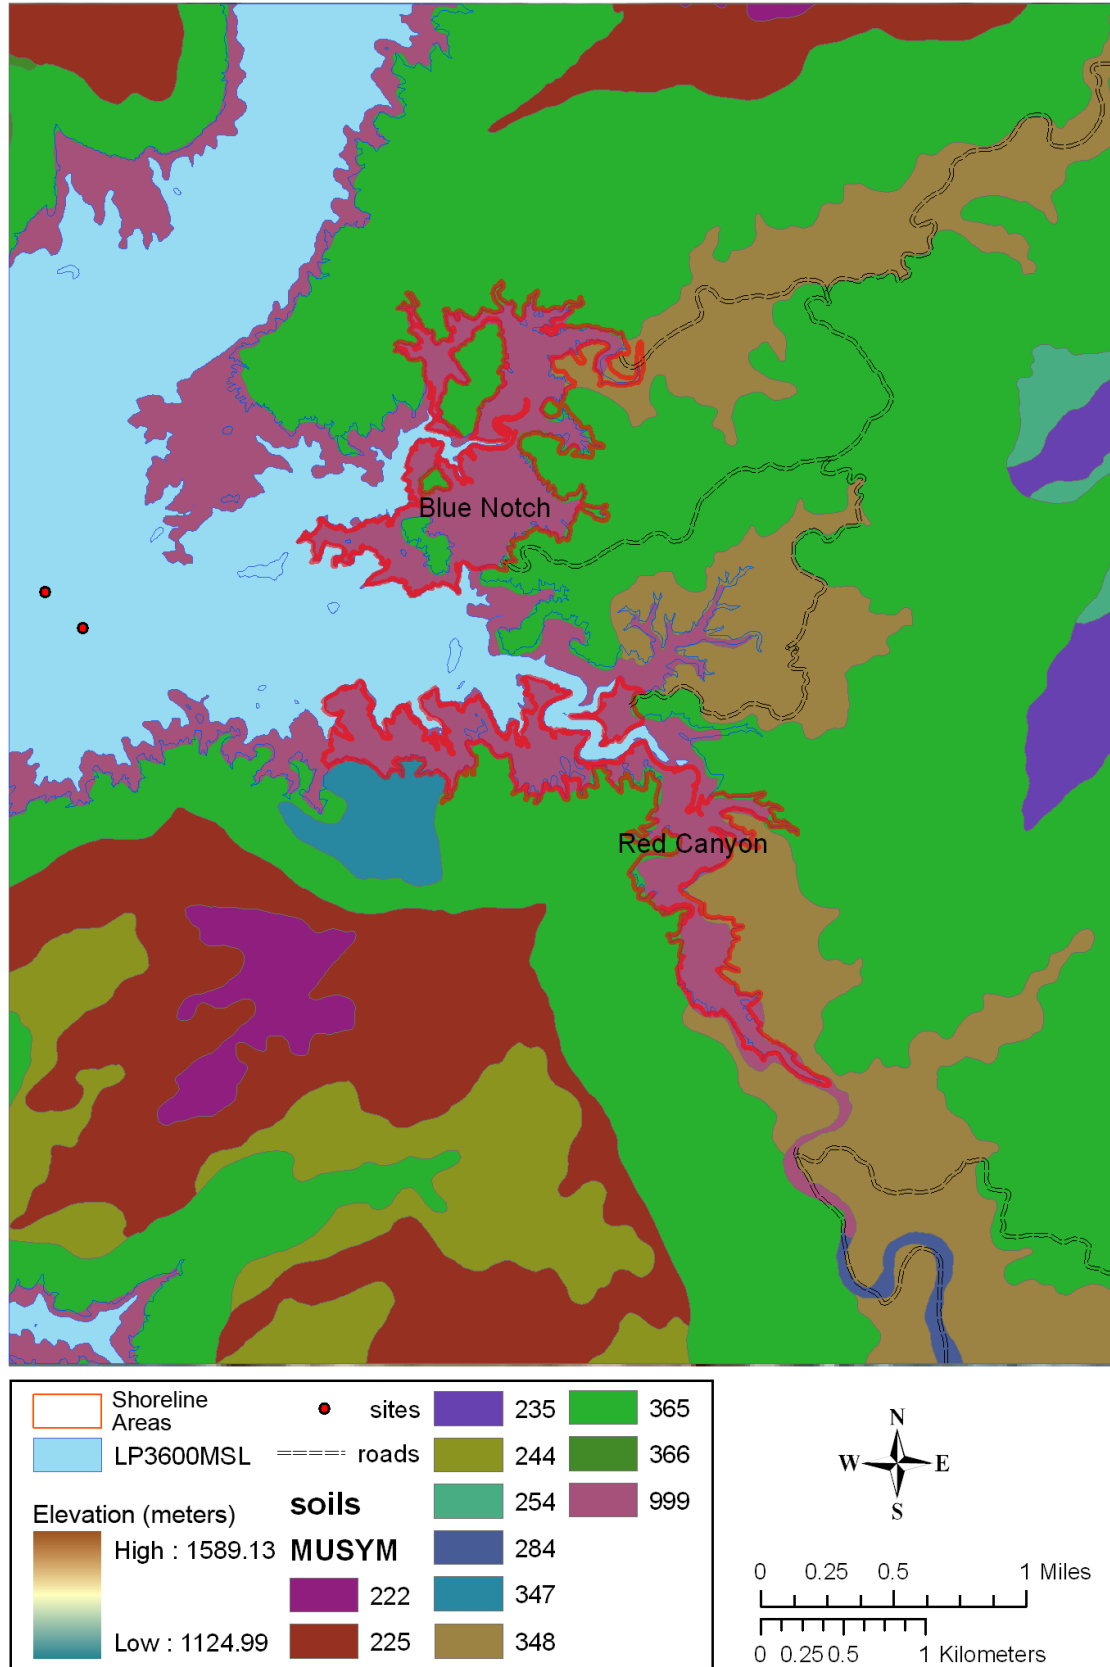 Blue Notch
Red Canyon
Shoreline
Areas
LP3600MSL
Elevation (meters)
High : 1589.13
Low : 1124.99
sites
roads
soils
MUSYM
222
225
235
244
254
284
347
348
365
366
999
N
W E
S
0 0.25 0.5 1 Miles
0 0.25 0.5 1 Kilometers